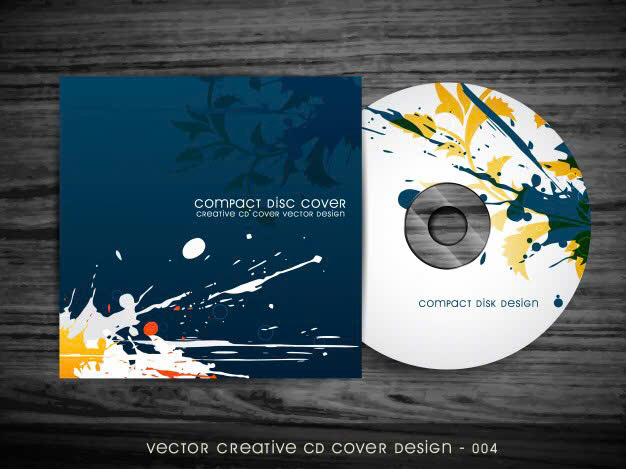 COMPACT DISC COVER
CREATIVE CD COVER VECTOR DESIGN
COMPACT DISK DESIGN
VECTOR CREATIVE CD COVER DESIGN - 004